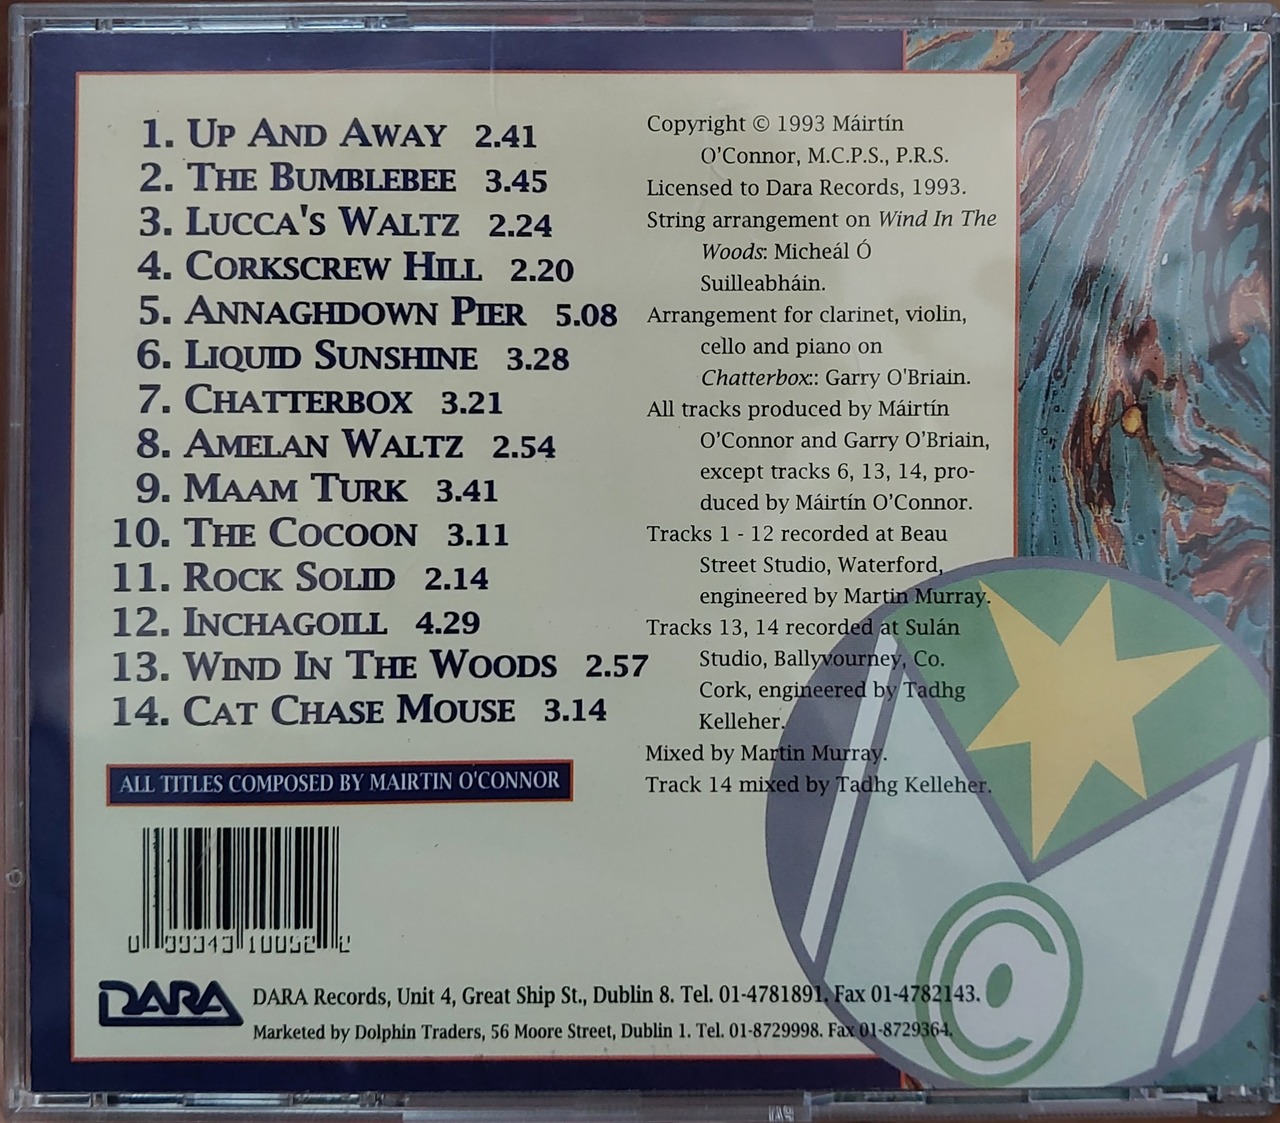 1. UP AND AWAY 2.41
2. THE BUMBLEBEE 3.45
3. LUCCA'S WALTZ 2.24
4. CORKSCREW HILL 2.20
5. ANNAGHDOWN PIER 5.08
6. LIQUID SUNSHINE 3.28
7. CHATTERBOX 3.21
8. AMELAN WALTZ 2.54
9. MAAM TURK 3.41
10. THE COCOON 3.11
11. ROCK SOLID 2.14
12. INCHAGOILL 4.29
13. WIND IN THE WOODS 2.57
14. CAT CHASE MOUSE 3.14
ALL TITLES COMPOSED BY MAIRTIN O'CONNOR
Copyright © 1993 Máirtín
O'Connor, M.C.P.S., P.R.S.
Licensed to Dara Records, 1993.
String arrangement on Wind In The
Woods: Micheál Ó
Suilleabháin.
Arrangement for clarinet, violin,
cello and piano on
Chatterbox:: Garry O'Briain.
All tracks produced by Máirtín
O'Connor and Garry O'Briain,
except tracks 6, 13, 14, pro-
duced by Máirtín O'Connor.
Tracks 1 - 12 recorded at Beau
Street Studio, Waterford,
engineered by Martin Murray.
Tracks 13, 14 recorded at Sulán
Studio, Ballyvourney, Co.
Cork, engineered by Tadhg
Kelleher.
Mixed by Martin Murray.
Track 14 mixed by Tadhg Kelleher.
DARA
DARA Records, Unit 4, Great Ship St., Dublin 8. Tel. 01-4781891. Fax 01-4782143.
Marketed by Dolphin Traders, 56 Moore Street, Dublin 1. Tel. 01-8729998. Fax 01-8729364.